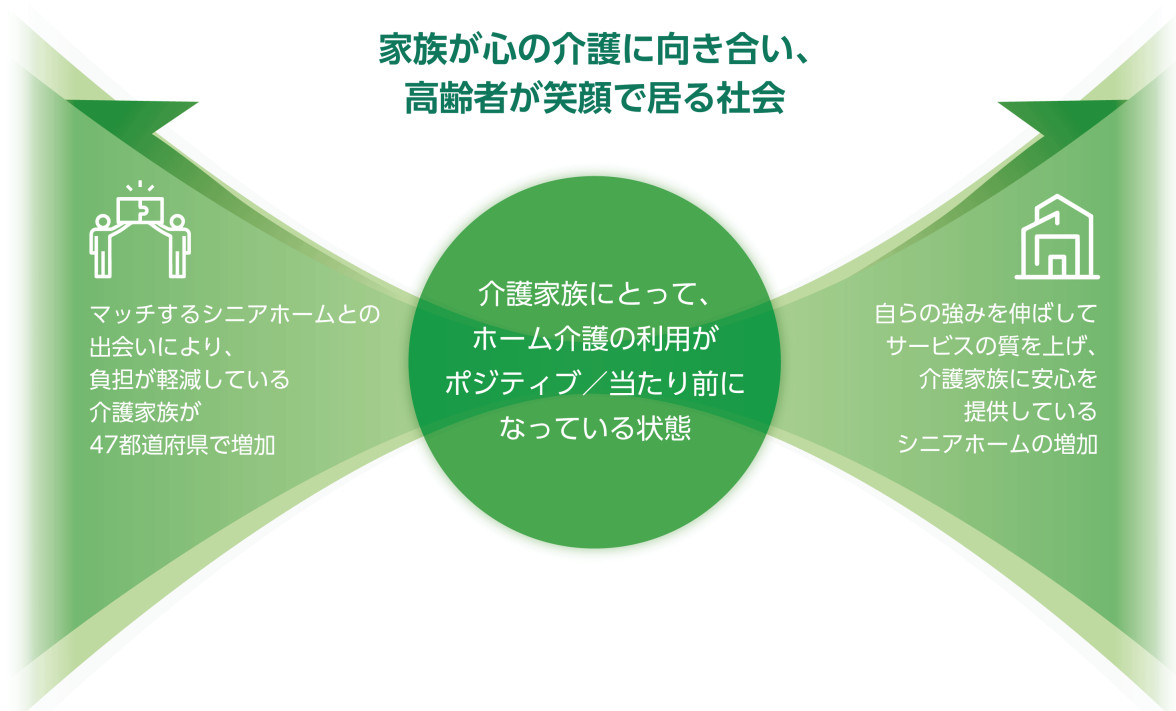 家族が心の介護に向き合い、
高齢者が笑顔で居る社会
マッチするシニアホームとの
出会いにより、
負担が軽減している
介護家族が
47都道府県で増加
介護家族にとって、
ホーム介護の利用が
ポジティブ／当たり前に
なっている状態
自らの強みを伸ばして
サービスの質を上げ、
介護家族に安心を
提供している
シニアホームの増加